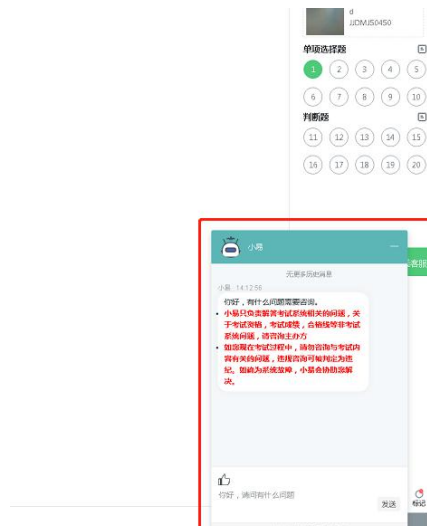 d
JJDMJS0450
单项选择题
1 2 3 4 5
6 7 8 9 10
判断题
11 12 13 14 15
16 17 18 19 20
小易
客服
无更多历史消息
小易 14:12:56
你好，有什么问题需要咨询。
小易只负责解答考试系统相关的问题，关
于考试资格，考试成绩，合格线等非考试
系统问题，请咨询主办方
如您现在考试过程中，请勿咨询与考试内
容有关的问题，违规咨询可被判定为违
纪。如确为系统故障，小易会协助您解
决。
你好，请问有什么问题
发送
标记